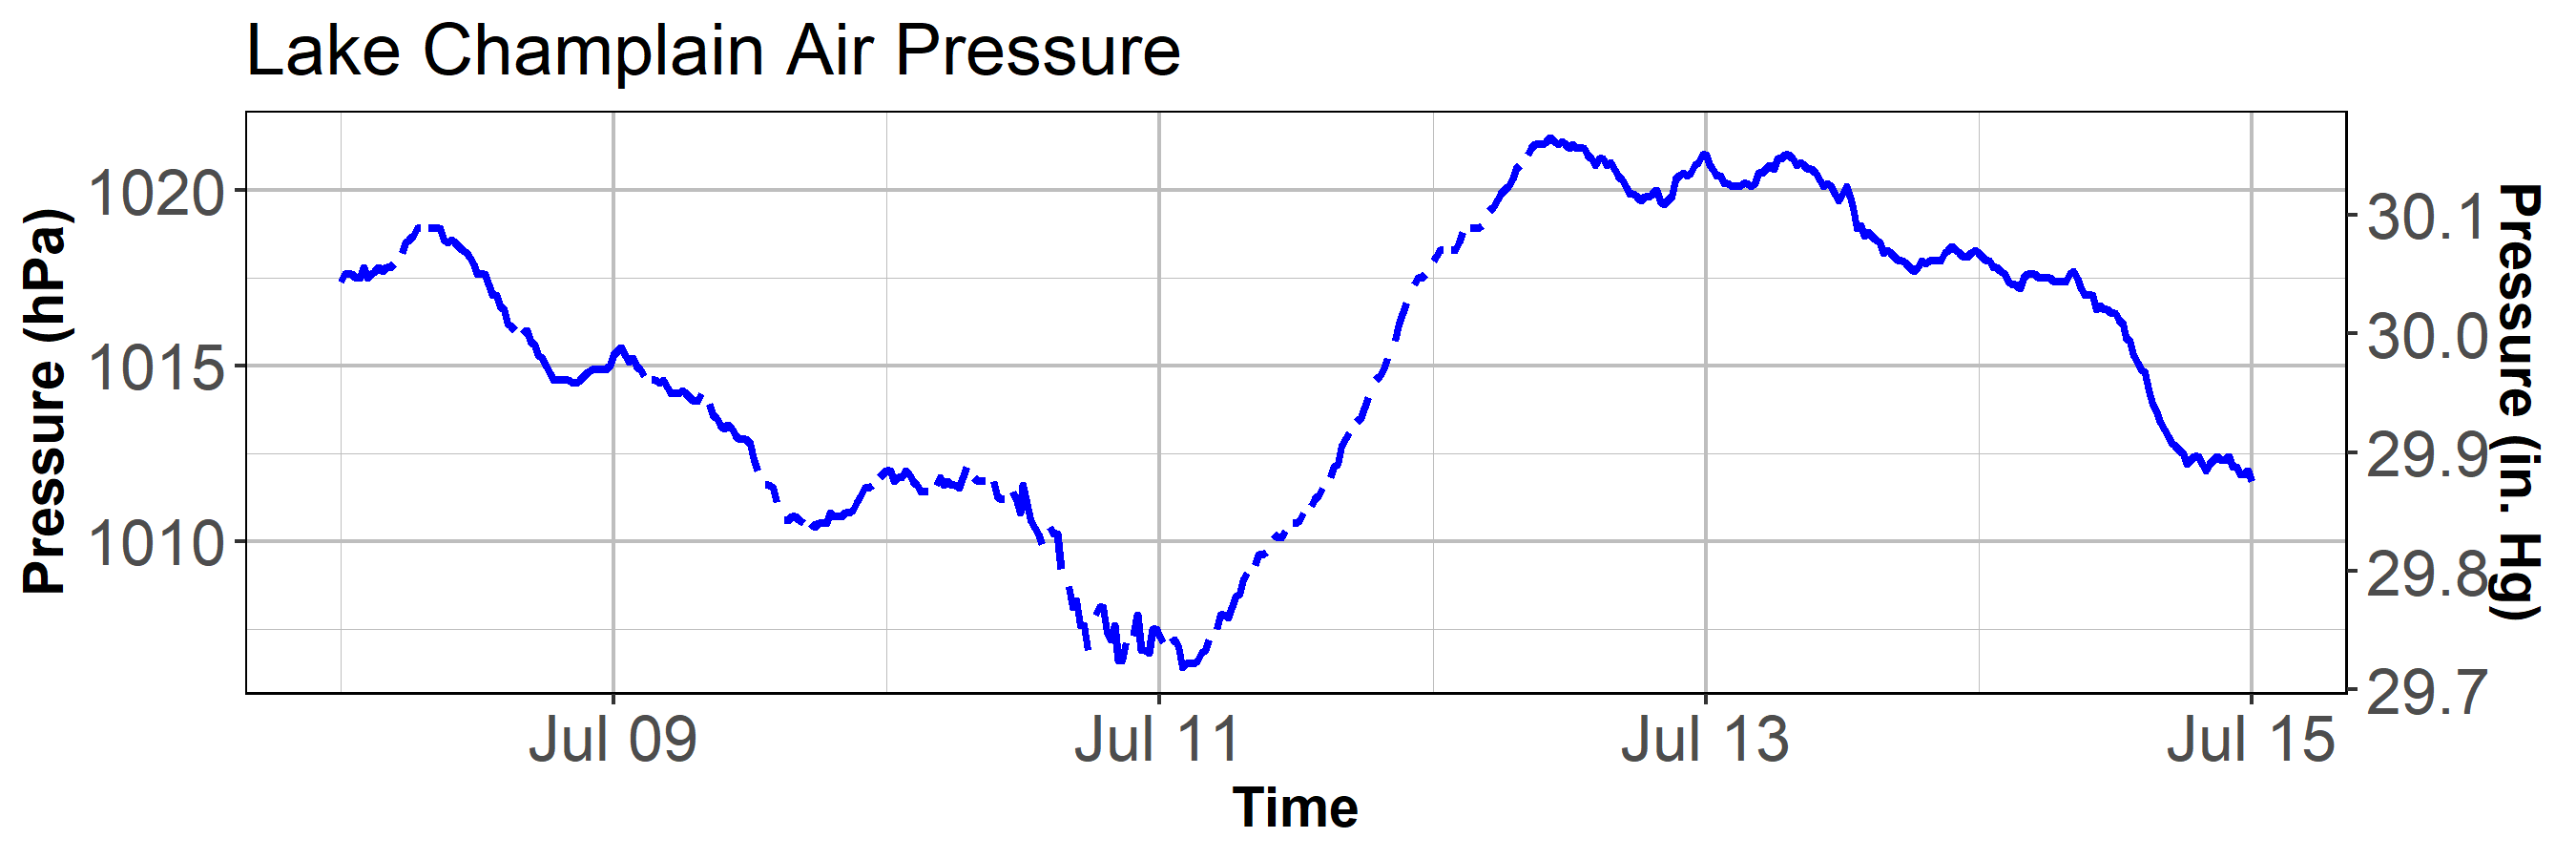 Lake Champlain Air Pressure
Pressure (hPa)
1020
1015
1010
30.1
30.0
29.9
29.8
29.7
Pressure (in. Hg)
Jul 09
Jul 11
Jul 13
Jul 15
Time